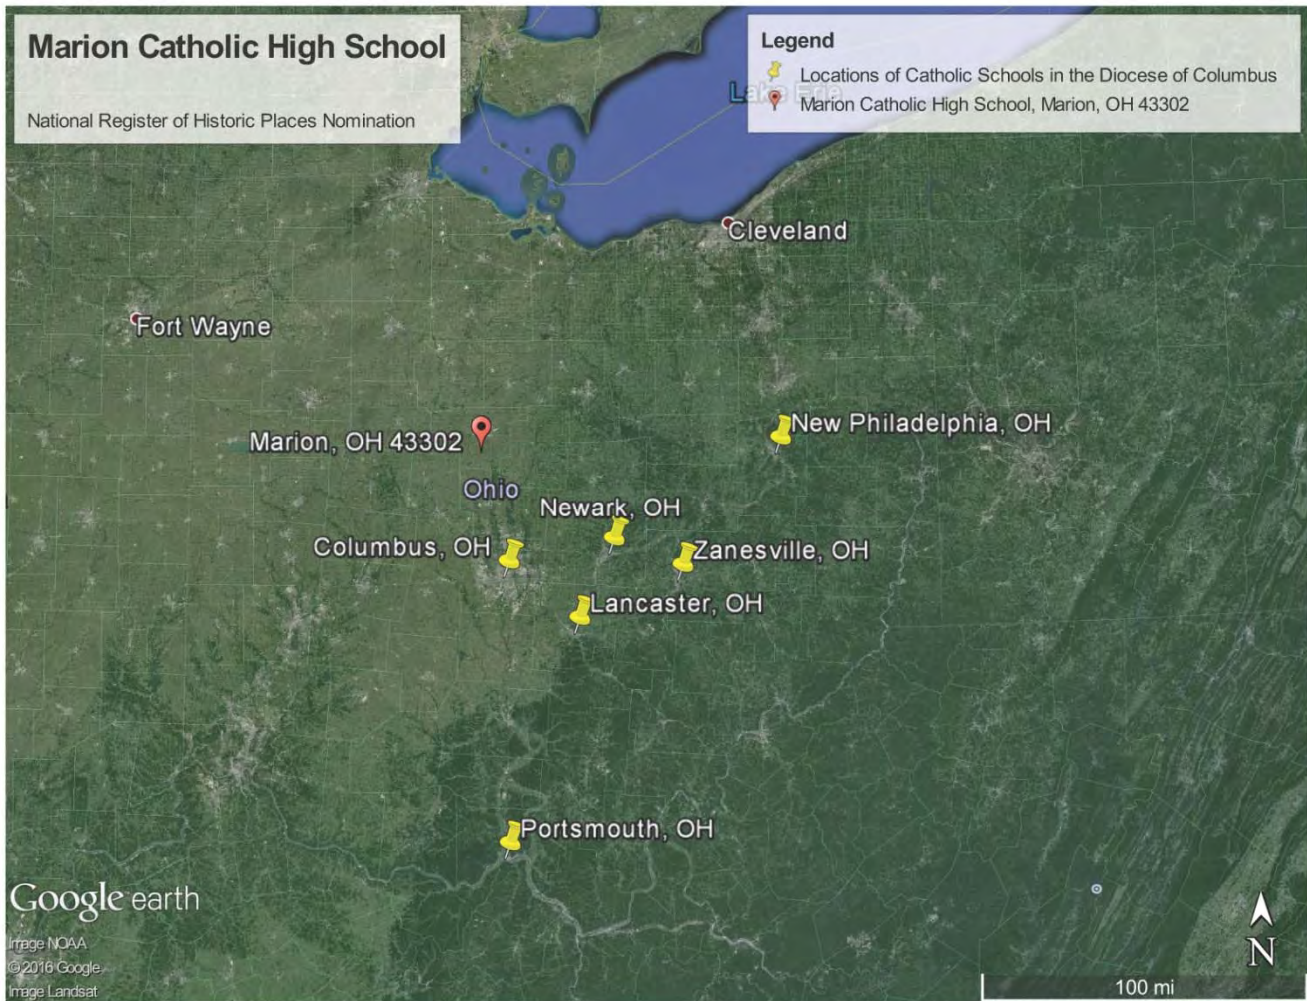 Marion Catholic High School
National Register of Historic Places Nomination
Legend
Locations of Catholic Schools in the Diocese of Columbus
Marion Catholic High School, Marion, OH 43302
Lake Erie
Cleveland
Fort Wayne
New Philadelphia, OH
Marion, OH 43302
Ohio
Newark, OH
Columbus, OH
Zanesville, OH
Lancaster, OH
Portsmouth, OH
Google earth
Image NOAA
© 2016 Google
Image Landsat
N
100 mi